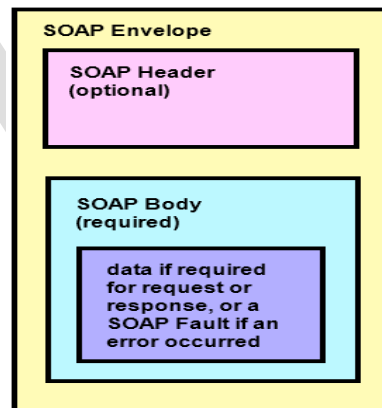 SOAP Envelope
SOAP Header
(optional)
SOAP Body
(required)
data if required
for request or
response, or a
SOAP Fault if an
error occurred